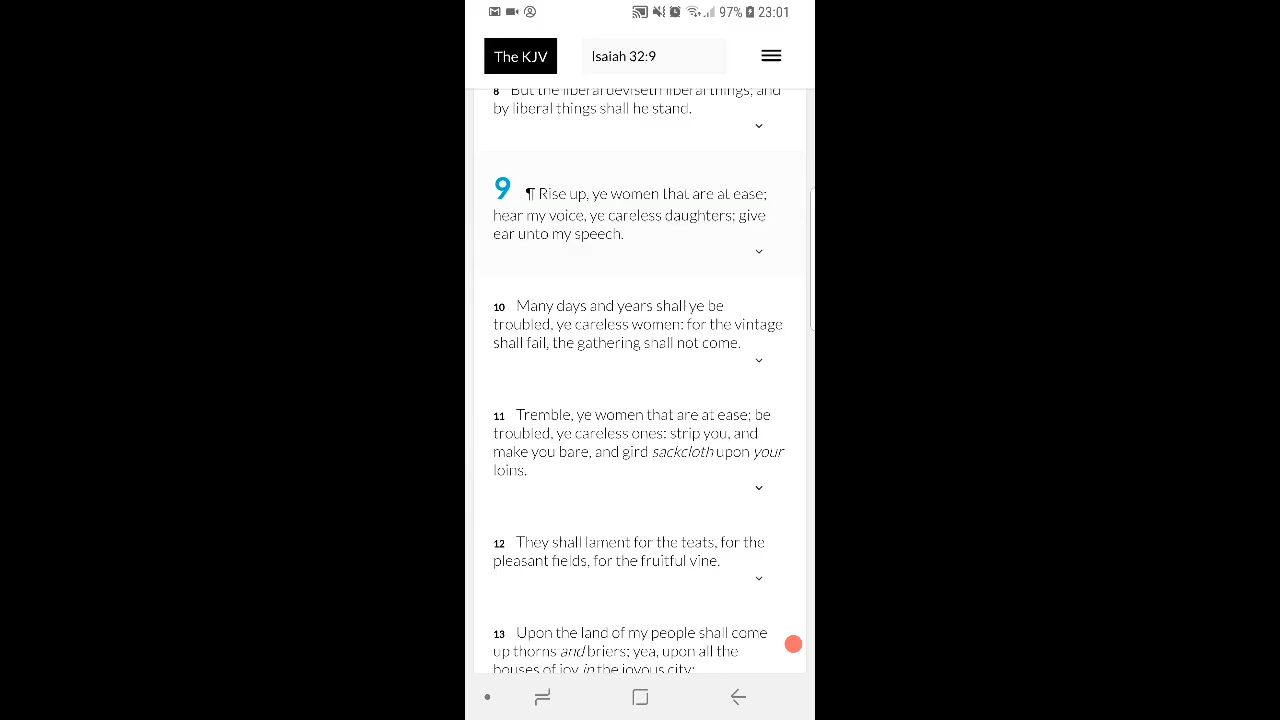 97% 23:01
The KJV
Isaiah 32:9
8 But the liberal deviseth liberal things; and
by liberal things shall he stand.
9 ¶ Rise up, ye women that are at ease;
hear my voice, ye careless daughters; give
ear unto my speech.
10 Many days and years shall ye be
troubled, ye careless women: for the vintage
shall fail, the gathering shall not come.
11 Tremble, ye women that are at ease; be
troubled, ye careless ones: strip you, and
make you bare, and gird sackcloth upon your
loins.
12 They shall lament for the teats, for the
pleasant fields, for the fruitful vine.
13 Upon the land of my people shall come
up thorns and briers; yea, upon all the
houses of joy in the joyous city: